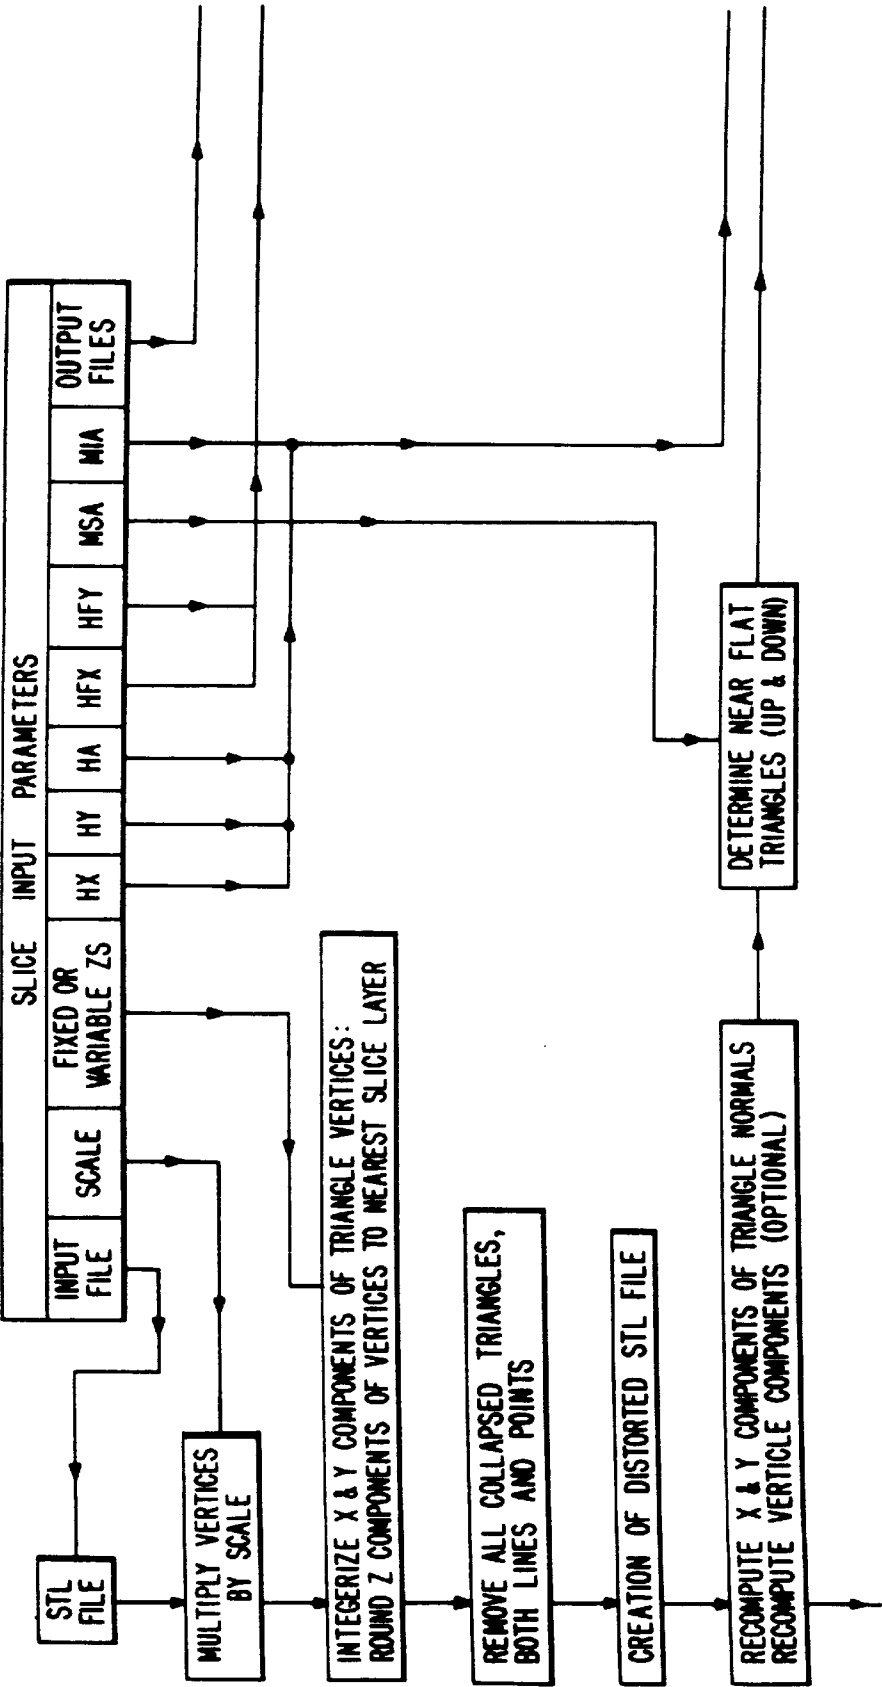 SLICE INPUT PARAMETERS
INPUT
FILE
SCALE
FIXED OR
VARIABLE ZS
HX
HY
HA
HFX
HFY
MSA
MIA
OUTPUT
FILES
STL
FILE
MULTIPLY VERTICES
BY SCALE
INTEGERIZE X & Y COMPONENTS OF TRIANGLE VERTICES:
ROUND Z COMPONENTS OF VERTICES TO NEAREST SLICE LAYER
REMOVE ALL COLLAPSED TRIANGLES,
BOTH LINES AND POINTS
CREATION OF DISTORTED STL FILE
RECOMPUTE X & Y COMPONENTS OF TRIANGLE NORMALS
RECOMPUTE VERTICLE COMPONENTS (OPTIONAL)
DETERMINE NEAR FLAT
TRIANGLES (UP & DOWN)